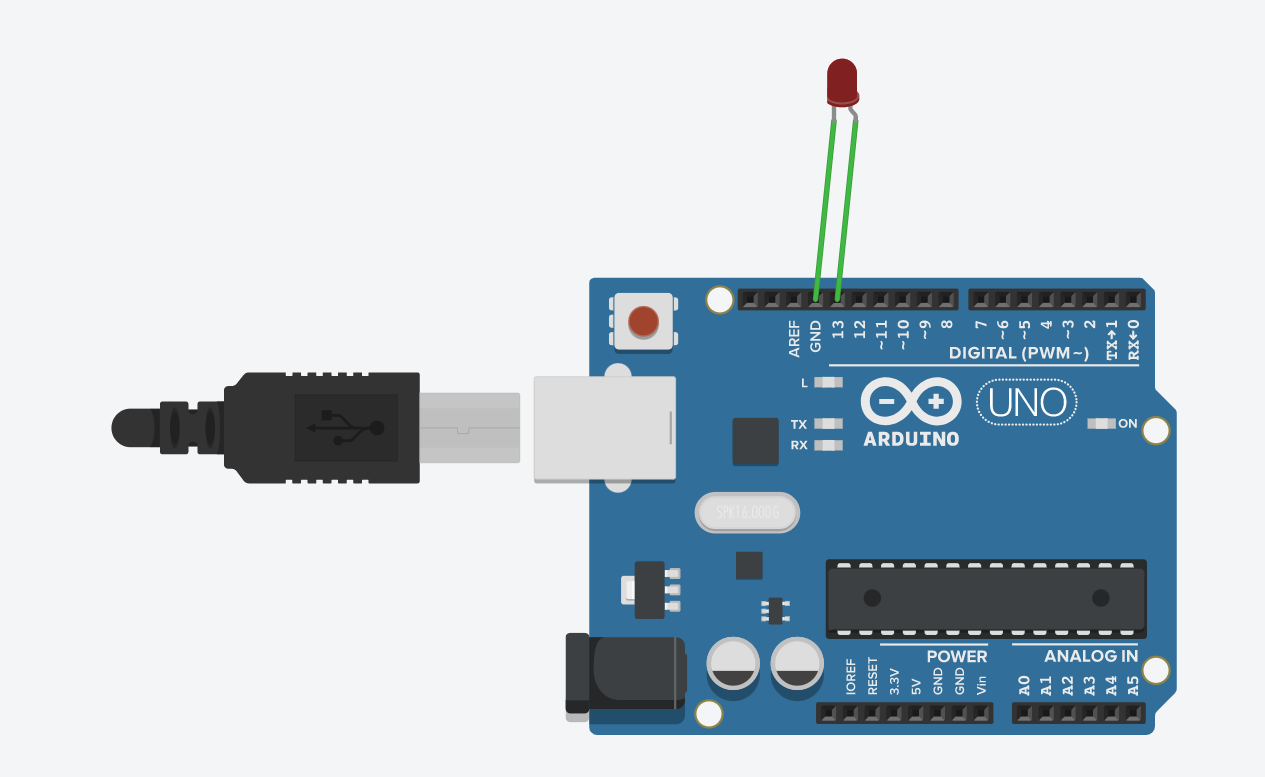 AREF
GND
13
12
~11
~10
~9
8
7
~6
~5
4
~3
2
TX→1
RX←0
DIGITAL (PWM~)
L
TX
RX
UNO
ARDUINO
ON
SPK16.000G
POWER
ANALOG IN
IOREF
RESET
3.3V
5V
GND
GND
Vin
A0
A1
A2
A3
A4
A5